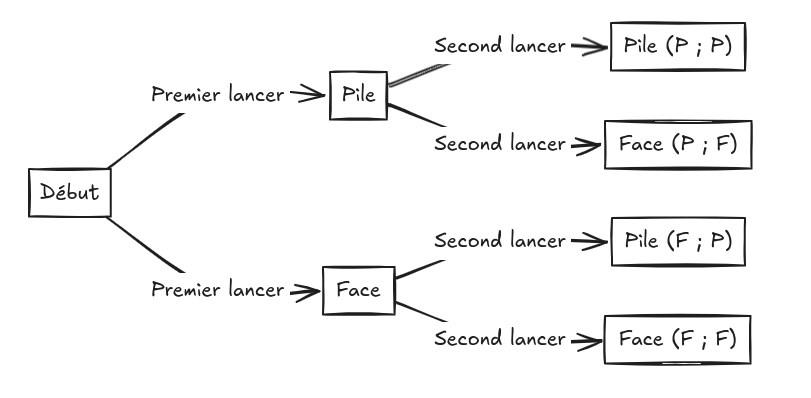 Second lancer
Pile (P ; P)
Premier lancer
Pile
Second lancer
Face (P ; F)
Début
Second lancer
Pile (F ; P)
Premier lancer
Face
Second lancer
Face (F ; F)